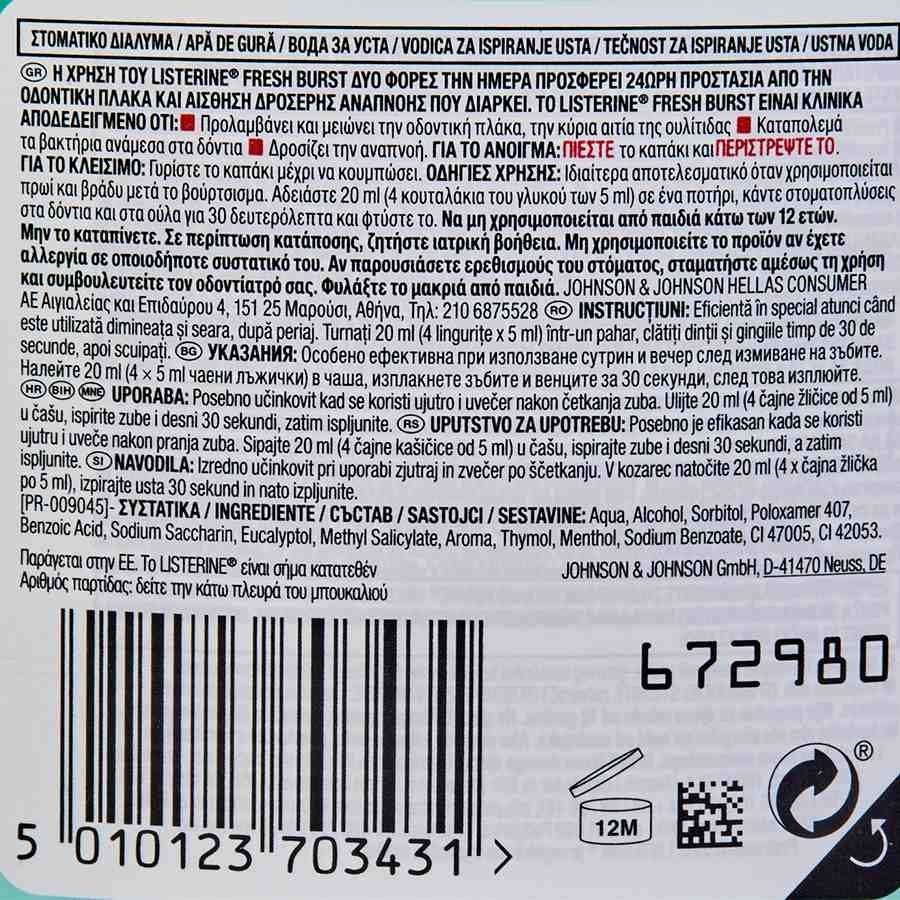 ΣΤΟΜΑΤΙΚΟ ΔΙΑΛΥΜΑ / APĂ DE GURĂ / ВОДА ЗА УСТА / VODICA ZA ISPIRANJE USTA / TEČNOST ZA ISPIRANJE USTA / USTNA VODA
GR Η ΧΡΗΣΗ ΤΟΥ LISTERINE® FRESH BURST ΔΥΟ ΦΟΡΕΣ ΤΗΝ ΗΜΕΡΑ ΠΡΟΣΦΕΡΕΙ 24ΩΡΗ ΠΡΟΣΤΑΣΙΑ ΑΠΟ ΤΗΝ
ΟΔΟΝΤΙΚΗ ΠΛΑΚΑ ΚΑΙ ΑΙΣΘΗΣΗ ΔΡΟΣΕΡΗΣ ΑΝΑΠΝΟΗΣ ΠΟΥ ΔΙΑΡΚΕΙ. ΤΟ LISTERINE® FRESH BURST ΕΙΝΑΙ ΚΛΙΝΙΚΑ
ΑΠΟΔΕΔΕΙΓΜΕΝΟ ΟΤΙ: Προλαμβάνει και μειώνει την οδοντική πλάκα, την κύρια αιτία της ουλίτιδας Καταπολεμά
τα βακτήρια ανάμεσα στα δόντια Δροσίζει την αναπνοή. ΓΙΑ ΤΟ ΑΝΟΙΓΜΑ: ΠΙΕΣΤΕ το καπάκι και ΠΕΡΙΣΤΡΕΨΤΕ ΤΟ.
ΓΙΑ ΤΟ ΚΛΕΙΣΙΜΟ: Γυρίστε το καπάκι μέχρι να κουμπώσει. ΟΔΗΓΙΕΣ ΧΡΗΣΗΣ: Ιδιαίτερα αποτελεσματικό όταν χρησιμοποιείται
πρωί και βράδυ μετά το βούρτσισμα. Αδειάστε 20 ml (4 κουταλάκια του γλυκού των 5 ml) σε ένα ποτήρι, κάντε στοματοπλύσεις
στα δόντια και στα ούλα για 30 δευτερόλεπτα και φτύστε το. Να μη χρησιμοποιείται από παιδιά κάτω των 12 ετών.
Μην το καταπίνετε. Σε περίπτωση κατάποσης, ζητήστε ιατρική βοήθεια. Μη χρησιμοποιείτε το προϊόν αν έχετε
αλλεργία σε οποιοδήποτε συστατικό του. Αν παρουσιάσετε ερεθισμούς του στόματος, σταματήστε αμέσως τη χρήση
και συμβουλευτείτε τον οδοντίατρό σας. Φυλάξτε το μακριά από παιδιά. JOHNSON & JOHNSON HELLAS CONSUMER
AE Αιγιαλείας και Επιδαύρου 4, 151 25 Μαρούσι, Αθήνα, Τηλ: 210 6875528 RO INSTRUCȚIUNI: Eficientă în special atunci când
este utilizată dimineața și seara, după periaj. Turnați 20 ml (4 lingurițe x 5 ml) într-un pahar, clătiți dinții și gingiile timp de 30 de
secunde, apoi scuipați. BG УКАЗАНИЯ: Особено ефективна при използване сутрин и вечер след измиване на зъбите.
Налейте 20 ml (4 × 5 ml чаени лъжички) в чаша, изплакнете зъбите и венците за 30 секунди, след това изплюйте.
HR BIH MNE UPORABA: Posebno učinkovit kad se koristi ujutro i uvečer nakon četkanja zuba. Ulijte 20 ml (4 čajne žličice od 5 ml)
u čašu, ispirite zube i desni 30 sekundi, zatim ispljunite. RS UPUTSTVO ZA UPOTREBU: Posebno je efikasan kada se koristi
ujutru i uveče nakon pranja zuba. Sipajte 20 ml (4 čajne kašičice od 5 ml) u čašu, ispirajte zube i desni 30 sekundi, a zatim
ispljunite. SI NAVODILA: Izredno učinkovit pri uporabi zjutraj in zvečer po ščetkanju. V kozarec natočite 20 ml (4 x čajna žlička
po 5 ml), izpirajte usta 30 sekund in nato izpljunite.
[PR-009045]- ΣΥΣΤΑΤΙΚΑ / INGREDIENTE / СЪСТАВ / SASTOJCI / SESTAVINE: Aqua, Alcohol, Sorbitol, Poloxamer 407,
Benzoic Acid, Sodium Saccharin, Eucalyptol, Methyl Salicylate, Aroma, Thymol, Menthol, Sodium Benzoate, CI 47005, CI 42053.
Παράγεται στην ΕΕ. Το LISTERINE® είναι σήμα κατατεθέν
JOHNSON & JOHNSON GmbH, D-41470 Neuss, DE
Αριθμός παρτίδας: δείτε την κάτω πλευρά του μπουκαλιού
672980
®
12M
5 010123 703431 >